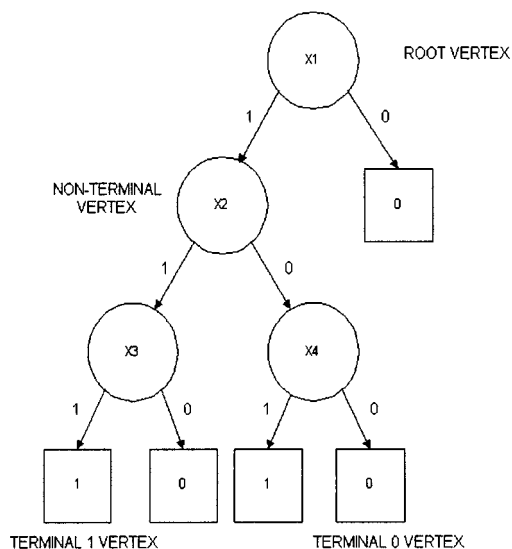 X1
ROOT VERTEX
1
0
NON-TERMINAL
VERTEX
X2
0
1
0
X3
X4
1
0
1
0
1
0
1
0
TERMINAL 1 VERTEX
TERMINAL 0 VERTEX